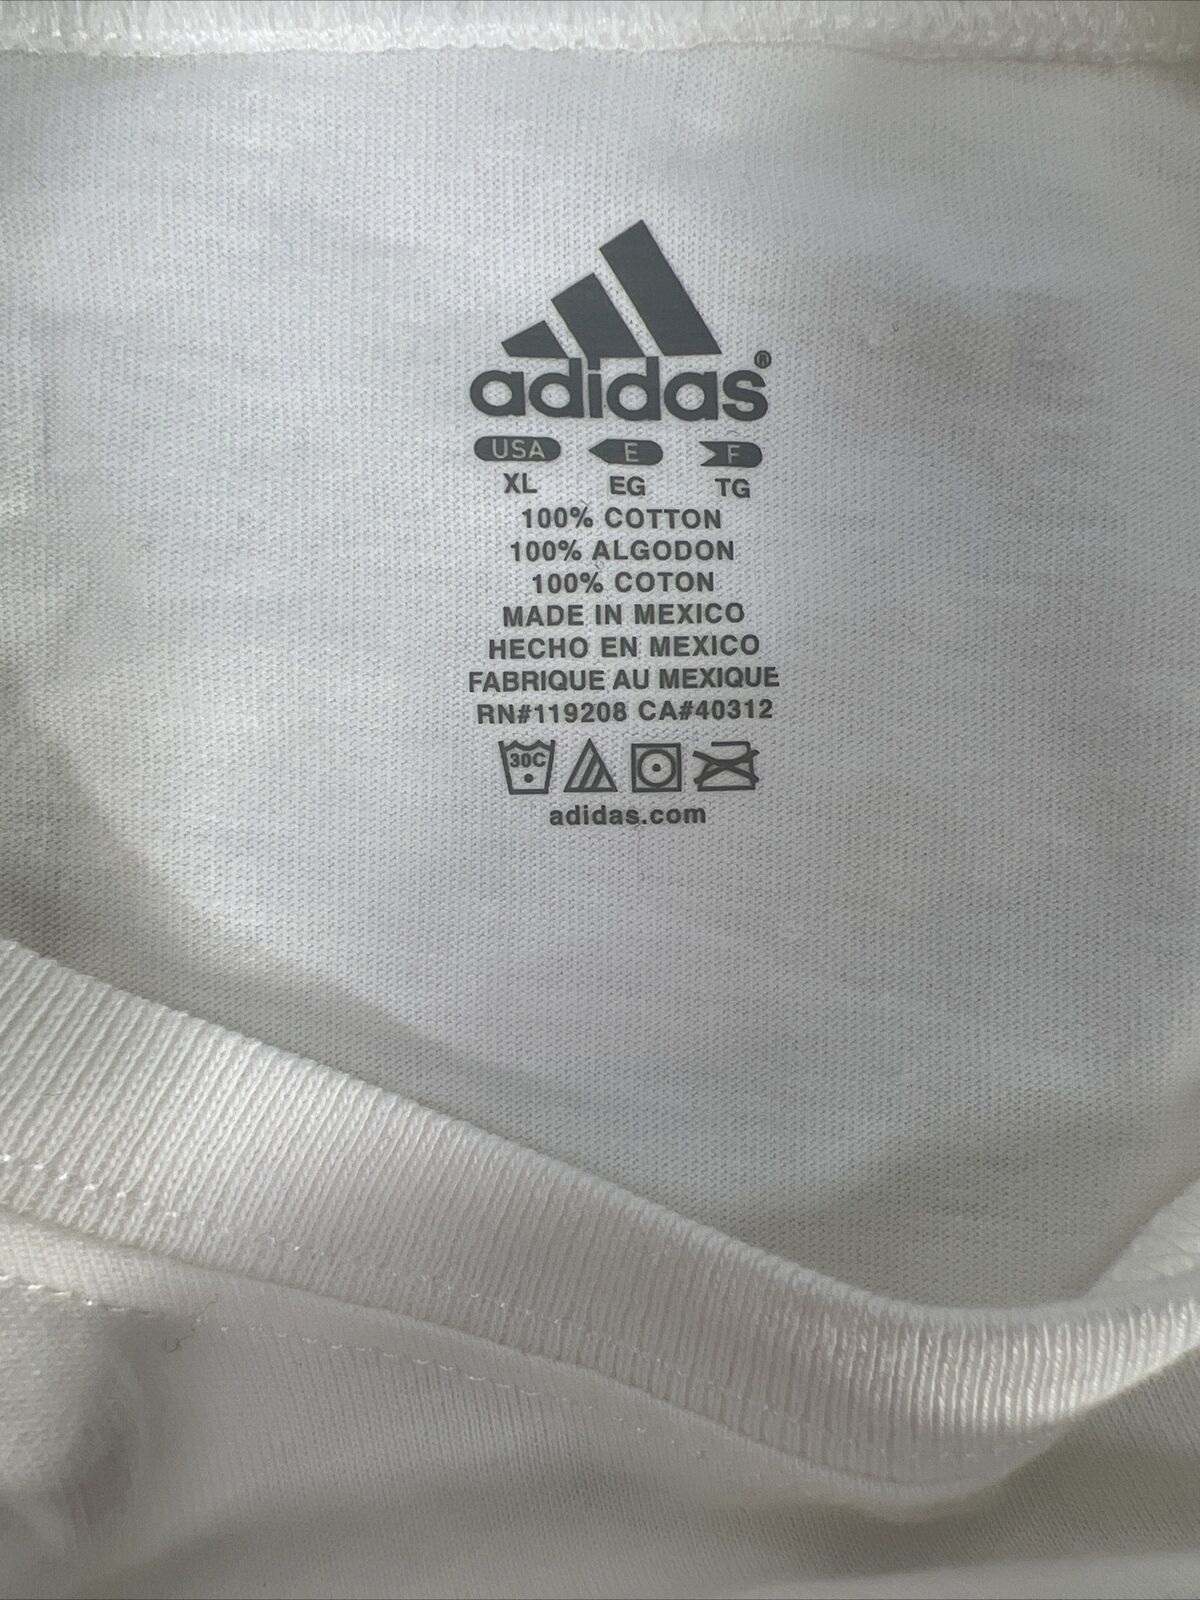 adidas®
USA E F
XL EG TG
100% COTTON
100% ALGODON
100% COTON
MADE IN MEXICO
HECHO EN MEXICO
FABRIQUE AU MEXIQUE
RN#119208 CA#40312
30C
adidas.com